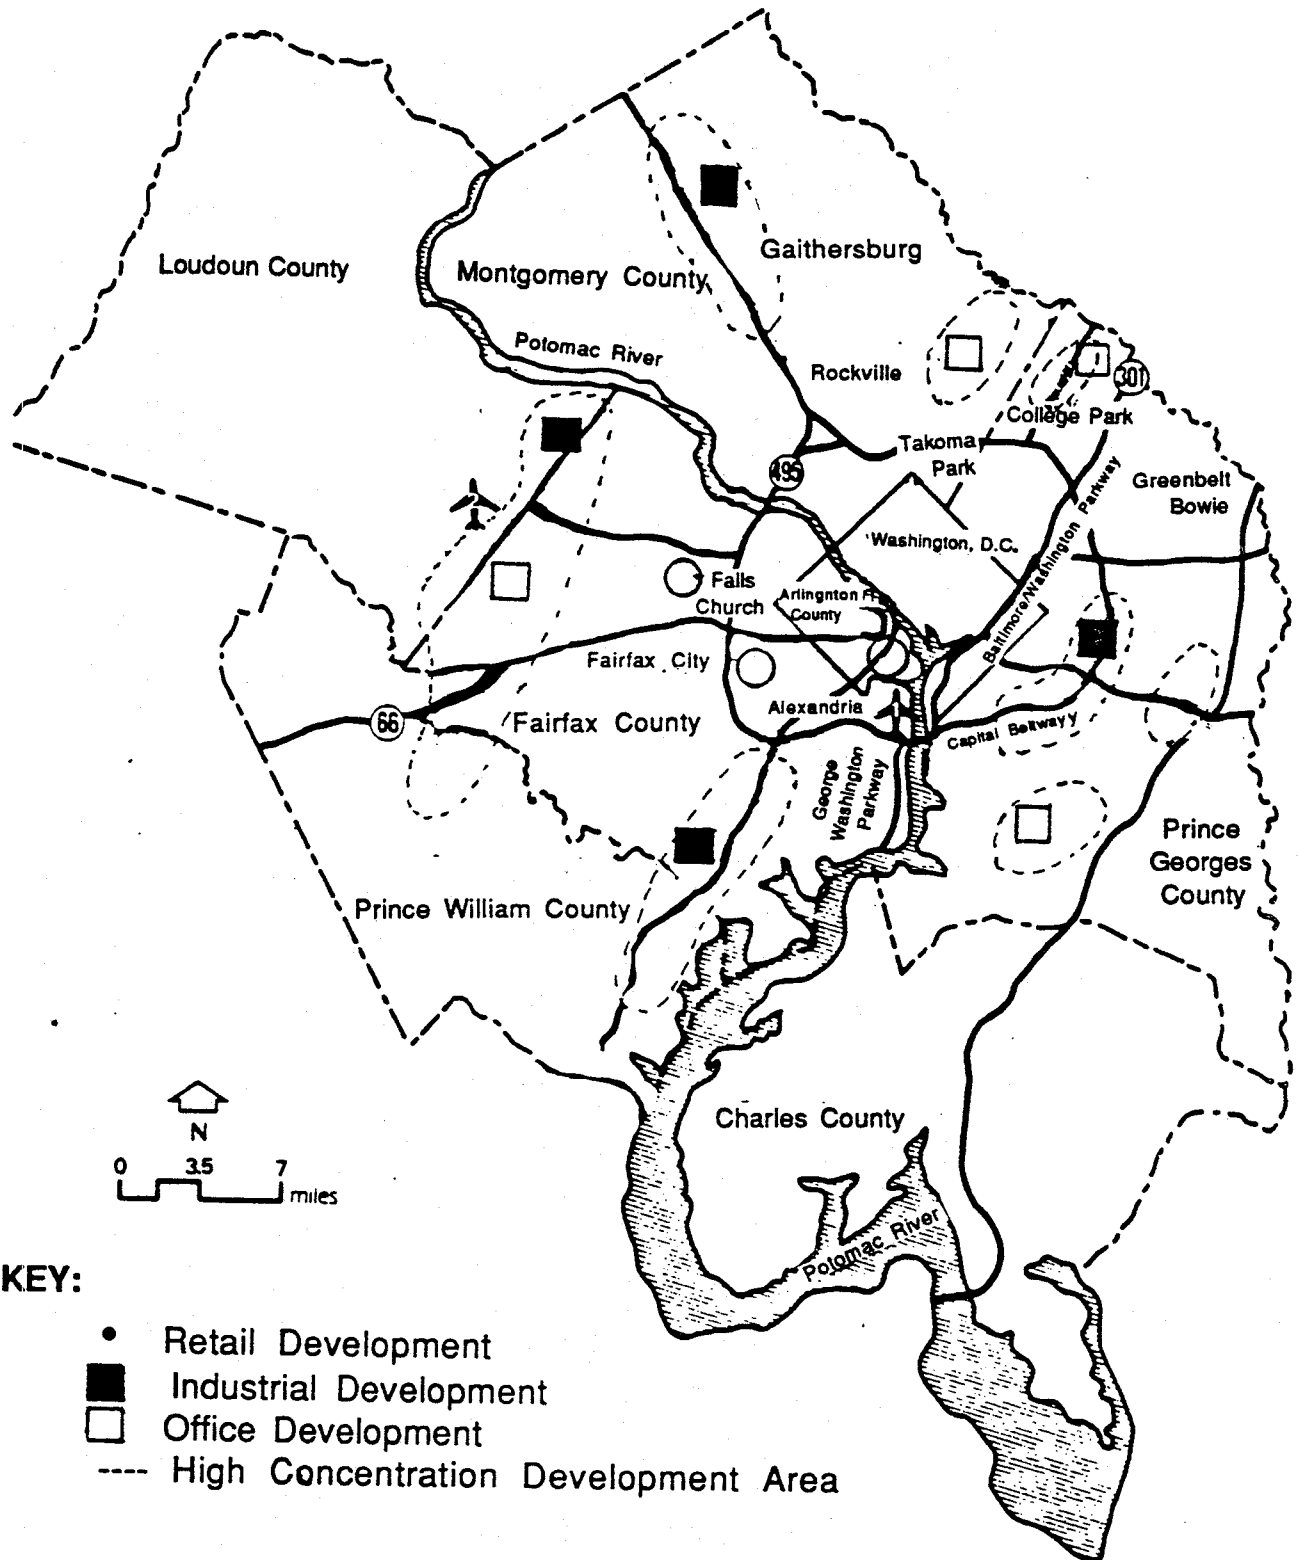 Gaithersburg
Loudoun County
Montgomery County
Potomac River
Rockville
301
College Park
Takoma
Park
495
Greenbelt
Bowie
Washington, D.C.
Baltimore/Washington Parkway
Falls
Church
Arlingnton
County
Fairfax City
Alexandria
66
Fairfax County
Capital Beltway y
George
Washington
Parkway
Prince
Georges
County
Prince William County
N
0 3.5 7
miles
Charles County
Potomac River
KEY:
Retail Development
Industrial Development
Office Development
High Concentration Development Area